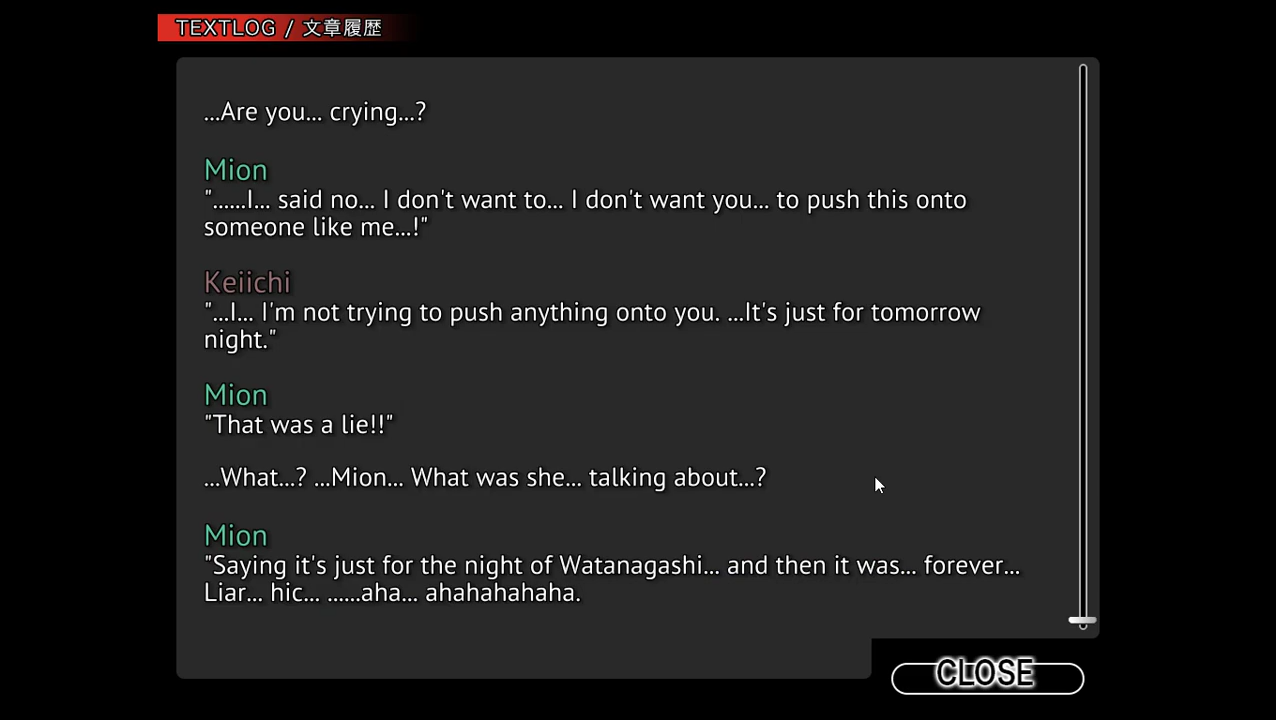 TEXTLOG / 文章履歴
...Are you... crying...?
Mion
"......I... said no... I don't want to... I don't want you... to push this onto
someone like me...!"
Keiichi
"...I... I'm not trying to push anything onto you. ...It's just for tomorrow
night."
Mion
"That was a lie!!"
...What...? ...Mion... What was she... talking about...?
Mion
"Saying it's just for the night of Watanagashi... and then it was... forever...
Liar... hic... ......aha... ahahahahaha.
CLOSE